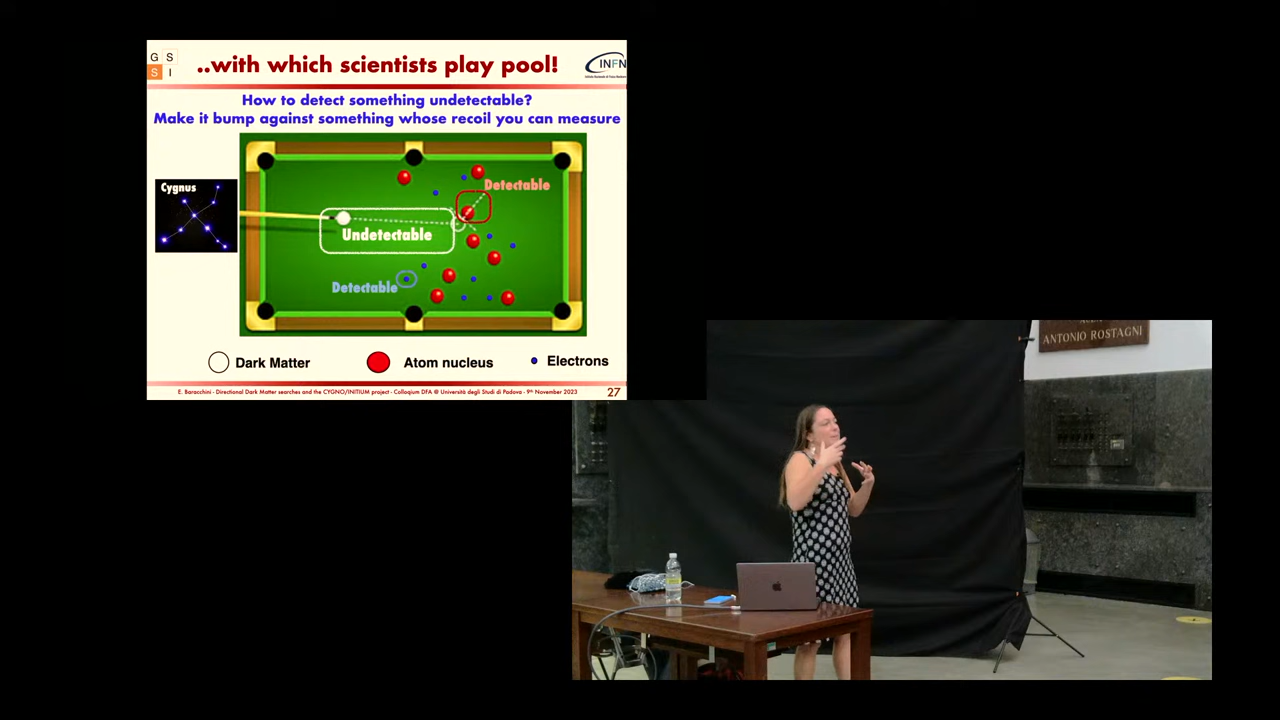 G S
S I
..with which scientists play pool!
INFN
How to detect something undetectable?
Make it bump against something whose recoil you can measure
Cygnus
Detectable
Undetectable
Detectable
Dark Matter
Atom nucleus
Electrons
E. Baracchini - Directional Dark Matter searches and the CYGNO/INITIUM project - Colloqium DFA @ Università degli Studi di Padova - 9th November 2023
27
ANTONIO ROSTAGNI